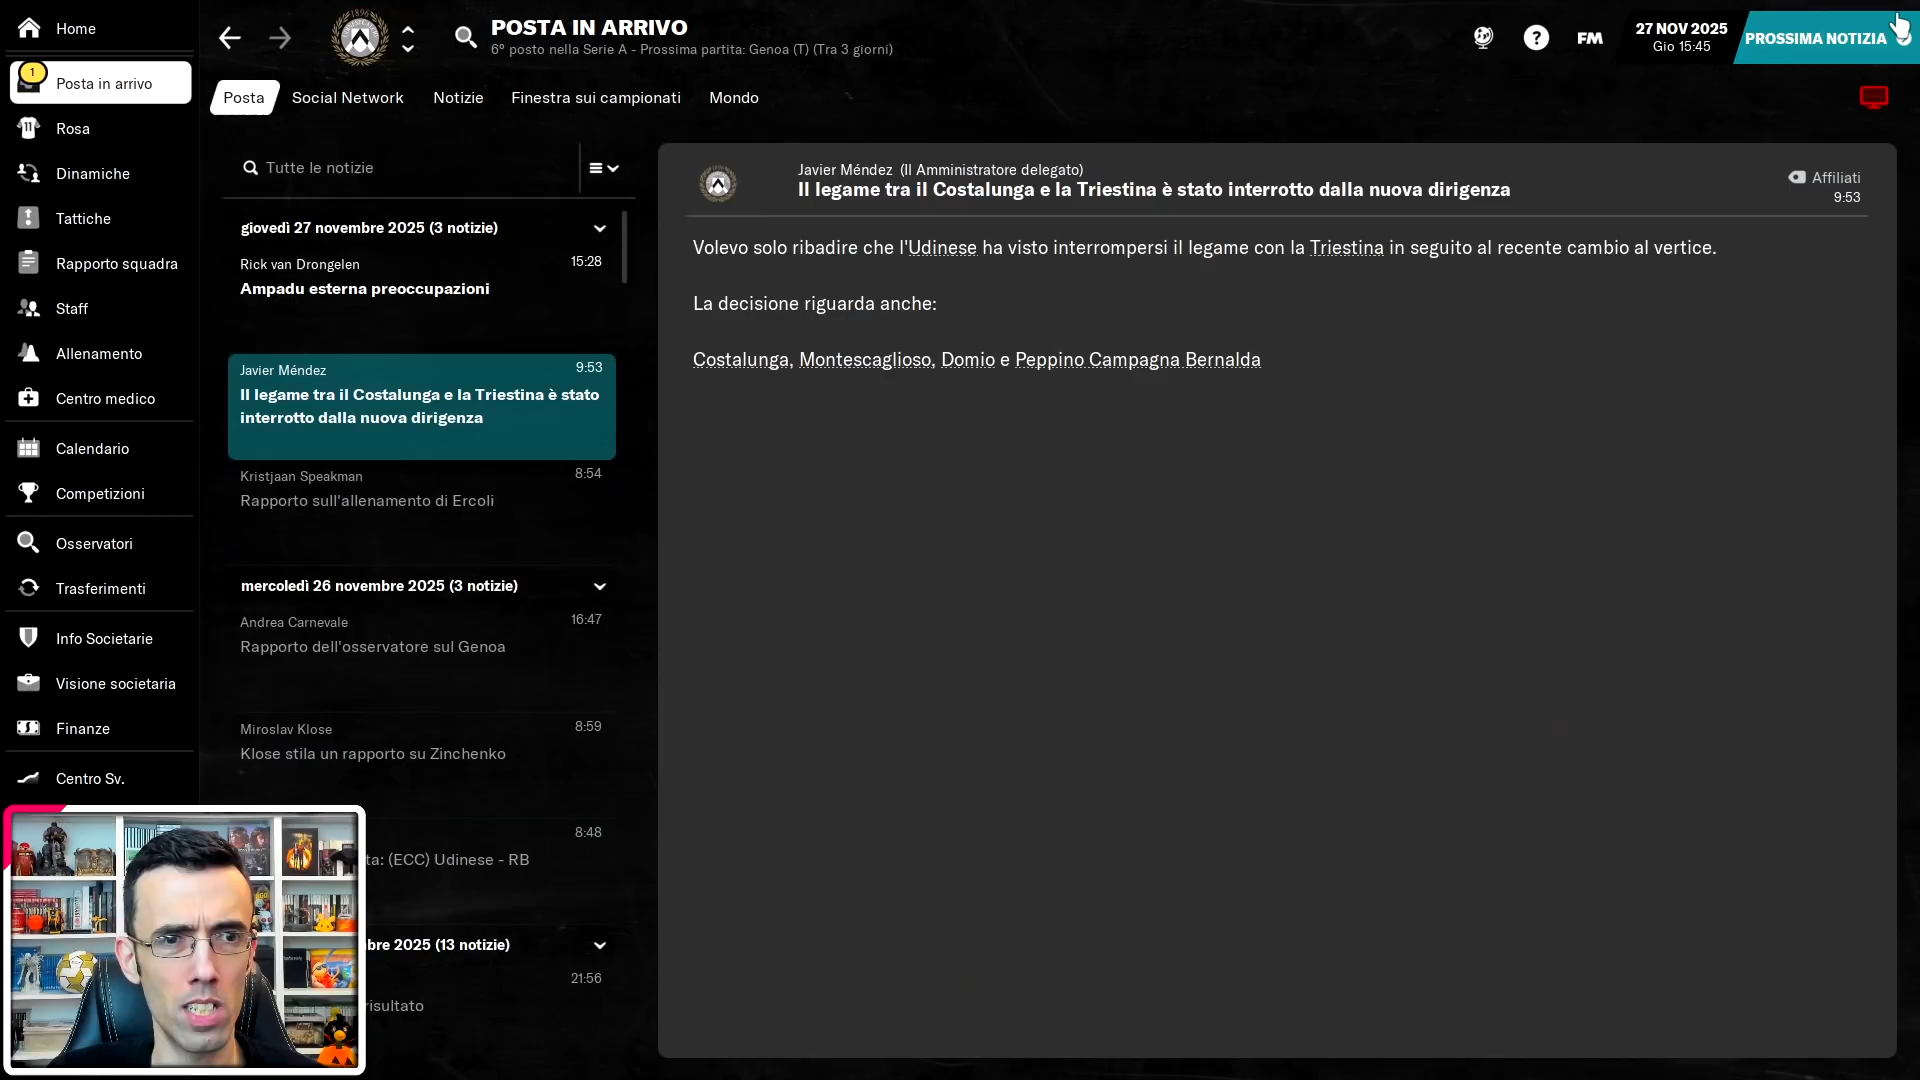 Home
1
Posta in arrivo
Rosa
Dinamiche
Tattiche
Rapporto squadra
Staff
Allenamento
Centro medico
Calendario
Competizioni
Osservatori
Trasferimenti
Info Societarie
Visione societaria
Finanze
Centro Sv.
1896
POSTA IN ARRIVO
6° posto nella Serie A - Prossima partita: Genoa (T) (Tra 3 giorni)
FM
27 NOV 2025
Gio 15:45
PROSSIMA NOTIZIA
Posta
Social Network
Notizie
Finestra sui campionati
Mondo
Tutte le notizie
giovedì 27 novembre 2025 (3 notizie)
Rick van Drongelen 15:28
Ampadu esterna preoccupazioni
Javier Méndez 9:53
Il legame tra il Costalunga e la Triestina è stato
interrotto dalla nuova dirigenza
Kristjaan Speakman 8:54
Rapporto sull'allenamento di Ercoli
mercoledì 26 novembre 2025 (3 notizie)
Andrea Carnevale 16:47
Rapporto dell'osservatore sul Genoa
Miroslav Klose 8:59
Klose stila un rapporto su Zinchenko
8:48
ta: (ECC) Udinese - RB
bre 2025 (13 notizie)
21:56
risultato
Javier Méndez (Il Amministratore delegato)
Il legame tra il Costalunga e la Triestina è stato interrotto dalla nuova dirigenza
Affiliati
9:53
Volevo solo ribadire che l'Udinese ha visto interrompersi il legame con la Triestina in seguito al recente cambio al vertice.
La decisione riguarda anche:
Costalunga, Montescaglioso, Domio e Peppino Campagna Bernalda